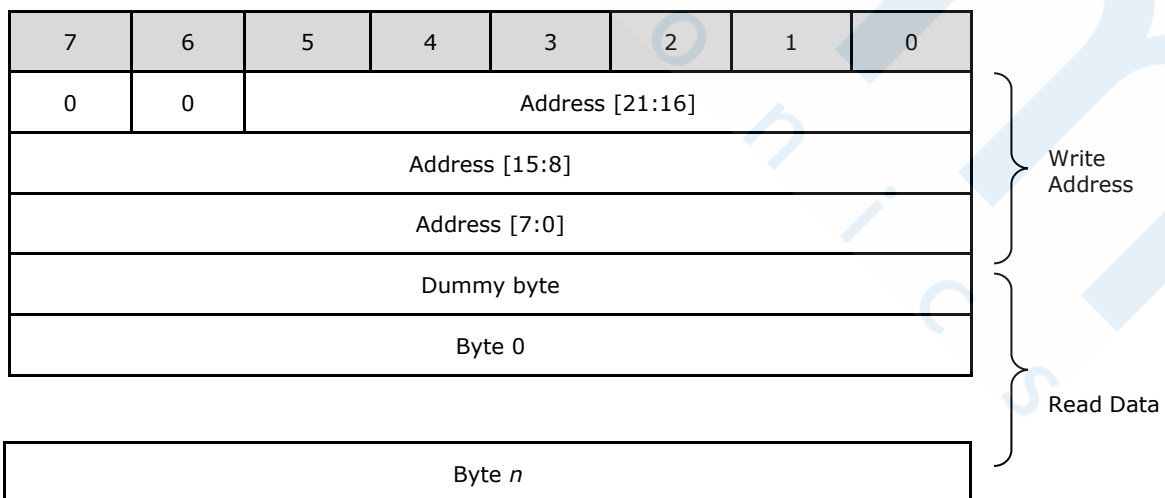 7 6 5 4 3 2 1 0
0 0 Address [21:16]
Address [15:8]
Write
Address
Address [7:0]
Dummy byte
Byte 0
Read Data
Byte n
o n i c s